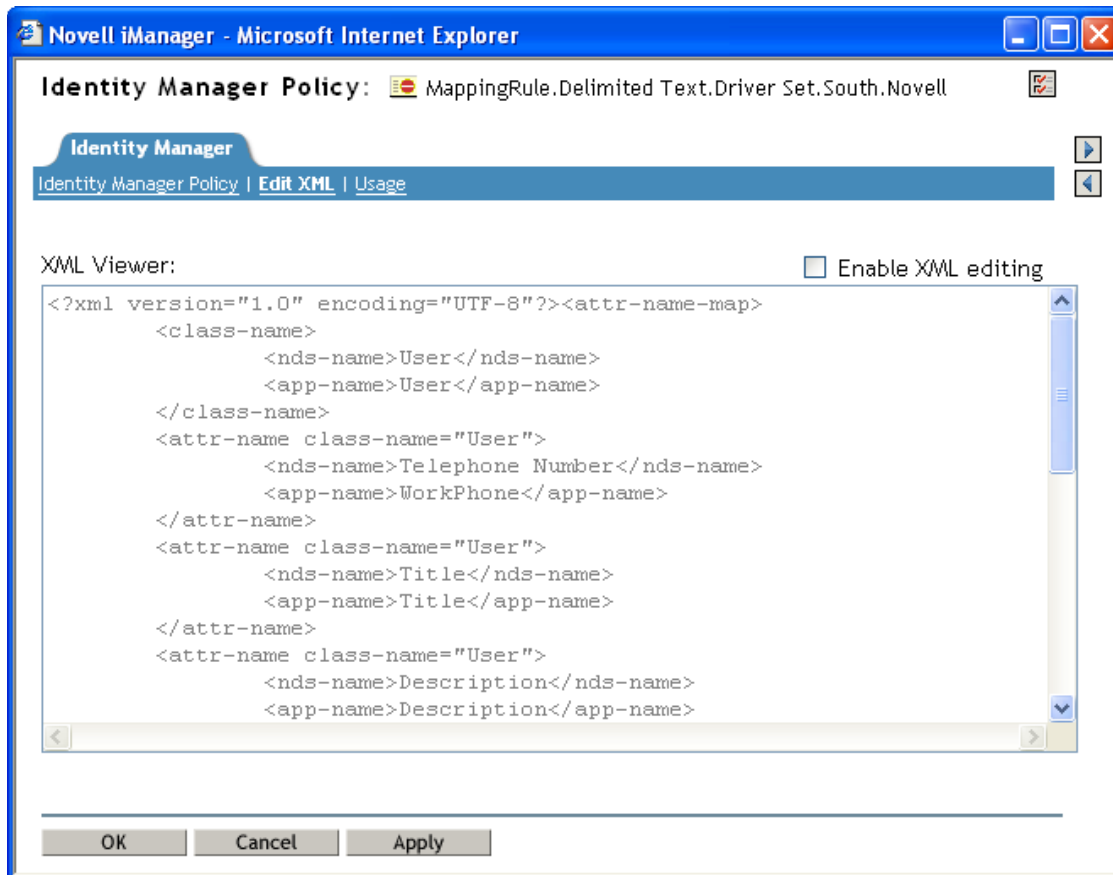 Novell iManager - Microsoft Internet Explorer
Identity Manager Policy: MappingRule.Delimited Text.Driver Set.South.Novell
Identity Manager
Identity Manager Policy | Edit XML | Usage
XML Viewer:
Enable XML editing
<?xml version="1.0" encoding="UTF-8"?><attr-name-map>
<class-name>
<nds-name>User</nds-name>
<app-name>User</app-name>
</class-name>
<attr-name class-name="User">
<nds-name>Telephone Number</nds-name>
<app-name>WorkPhone</app-name>
</attr-name>
<attr-name class-name="User">
<nds-name>Title</nds-name>
<app-name>Title</app-name>
</attr-name>
<attr-name class-name="User">
<nds-name>Description</nds-name>
<app-name>Description</app-name>
OK Cancel Apply